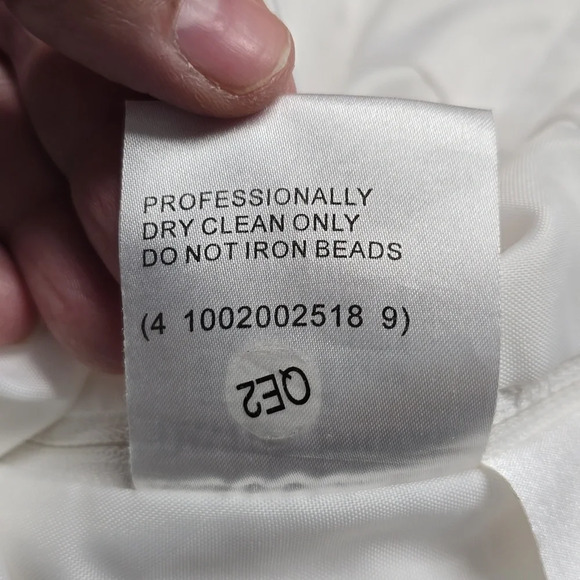 PROFESSIONALLY
DRY CLEAN ONLY
DO NOT IRON BEADS
(4 1002002518 9)
QE2